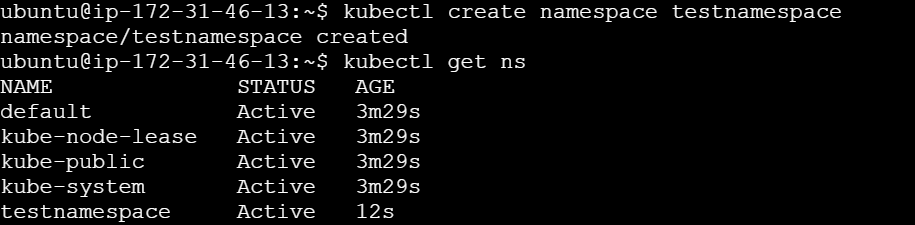 ubuntu@ip-172-31-46-13:~$ kubectl create namespace testnamespace
namespace/testnamespace created
ubuntu@ip-172-31-46-13:~$ kubectl get ns
NAME              STATUS   AGE
default           Active   3m29s
kube-node-lease   Active   3m29s
kube-public       Active   3m29s
kube-system       Active   3m29s
testnamespace     Active   12s